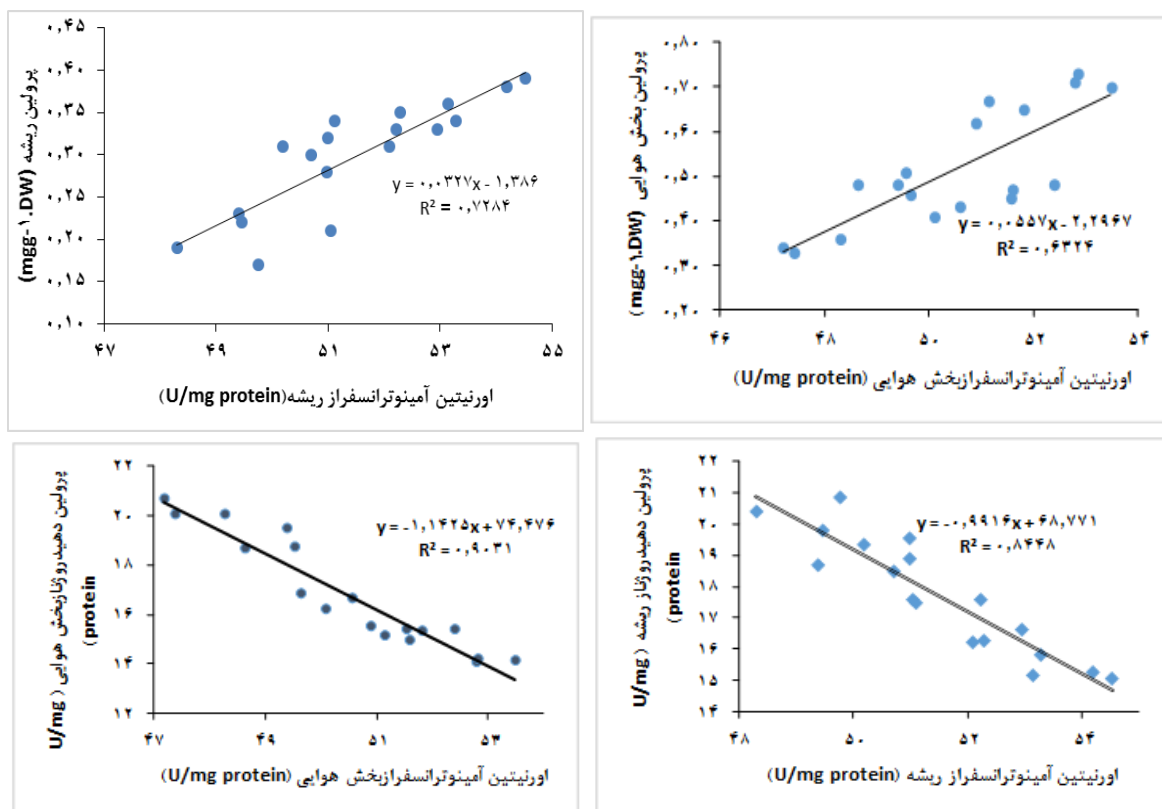 پرولین ریشه (mgg-۱.DW)
۰,۴۵
۰,۴۰
۰,۳۵
۰,۳۰
۰,۲۵
۰,۲۰
۰,۱۵
۰,۱۰
y = ۰,۰۳۲۷x - ۱,۳۸۶
R² = ۰,۷۲۸۴
۴۷ ۴۹ ۵۱ ۵۳ ۵۵
اورنیتین آمینوترانسفراز ریشه(U/mg protein)
پرولین بخش هوایی (mgg-۱.DW)
۰,۸۰
۰,۷۰
۰,۶۰
۰,۵۰
۰,۴۰
۰,۳۰
۰,۲۰
y = ۰,۰۵۵۷x - ۲,۲۹۶۷
R² = ۰,۶۳۲۴
۴۶ ۴۸ ۵۰ ۵۲ ۵۴
اورنیتین آمینوترانسفرازبخش هوایی (U/mg protein)
پرولین دهیدروژنازبخش هوایی (U/mg
protein)
۲۲
۲۰
۱۸
۱۶
۱۴
۱۲
y = -۱,۱۴۲۵x + ۷۴,۴۷۶
R² = ۰,۹۰۳۱
۴۷ ۴۹ ۵۱ ۵۳
اورنیتین آمینوترانسفرازبخش هوایی (U/mg protein)
پرولین دهیدروژناز ریشه (U/mg
protein)
۲۲
۲۱
۲۰
۱۹
۱۸
۱۷
۱۶
۱۵
۱۴
y = -۰,۹۹۱۶x + ۶۸,۷۷۱
R² = ۰,۸۴۴۸
۴۸ ۵۰ ۵۲ ۵۴
اورنیتین آمینوترانسفراز ریشه (U/mg protein)